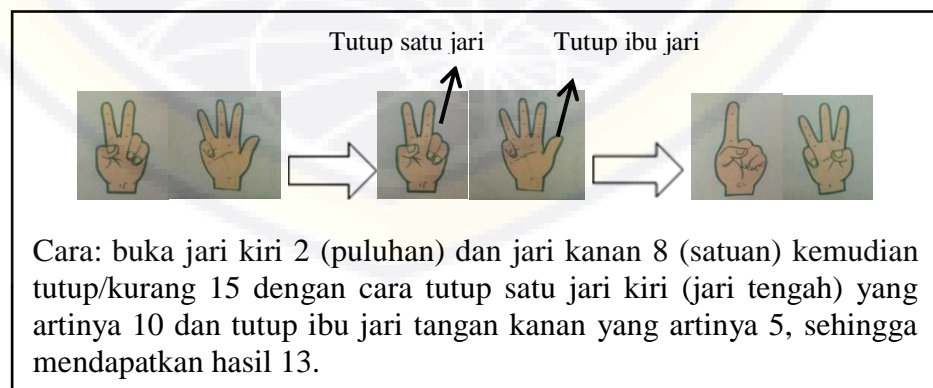 Tutup satu jari Tutup ibu jari
Cara: buka jari kiri 2 (puluhan) dan jari kanan 8 (satuan) kemudian
tutup/kurang 15 dengan cara tutup satu jari kiri (jari tengah) yang
artinya 10 dan tutup ibu jari tangan kanan yang artinya 5, sehingga
mendapatkan hasil 13.